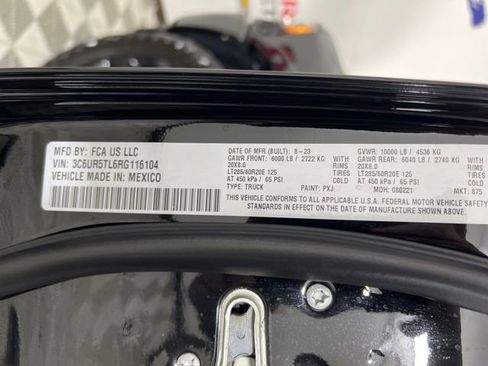 MFD BY: FCA US LLC
VIN: 3C6UR5TL6RG116104
VEHICLE MADE IN: MEXICO
DATE OF MFR (BUILT): 8-23 GVWR: 10000 LB / 4536 KG
GAWR FRONT: 6000 LB / 2722 KG WITH GAWR REAR: 6040 LB / 2740 KG WITH
20X8.0 RIMS 20X8.0 RIMS
LT285/60R20E 125 TIRES LT285/60R20E 125 TIRES
AT 450 kPa / 65 PSI COLD AT 450 kPa / 65 PSI COLD
TYPE: TRUCK PAINT: PXJ MDH: 080221 MKT: 875
THIS VEHICLE CONFORMS TO ALL APPLICABLE U.S.A. FEDERAL MOTOR VEHICLE SAFETY
STANDARDS IN EFFECT ON THE DATE OF MANUFACTURE SHOWN ABOVE.